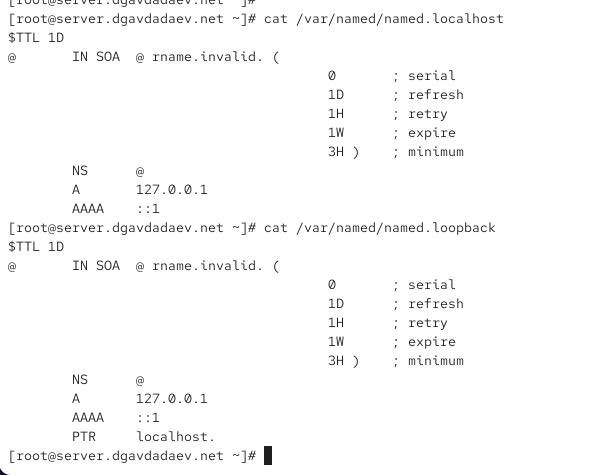 [root@server.dgavdadaev.net ~]#
[root@server.dgavdadaev.net ~]# cat /var/named/named.localhost
$TTL 1D
@       IN SOA  @ rname.invalid. (
                                        0       ; serial
                                        1D      ; refresh
                                        1H      ; retry
                                        1W      ; expire
                                        3H )    ; minimum
        NS      @
        A       127.0.0.1
        AAAA    ::1
[root@server.dgavdadaev.net ~]# cat /var/named/named.loopback
$TTL 1D
@       IN SOA  @ rname.invalid. (
                                        0       ; serial
                                        1D      ; refresh
                                        1H      ; retry
                                        1W      ; expire
                                        3H )    ; minimum
        NS      @
        A       127.0.0.1
        AAAA    ::1
        PTR     localhost.
[root@server.dgavdadaev.net ~]#